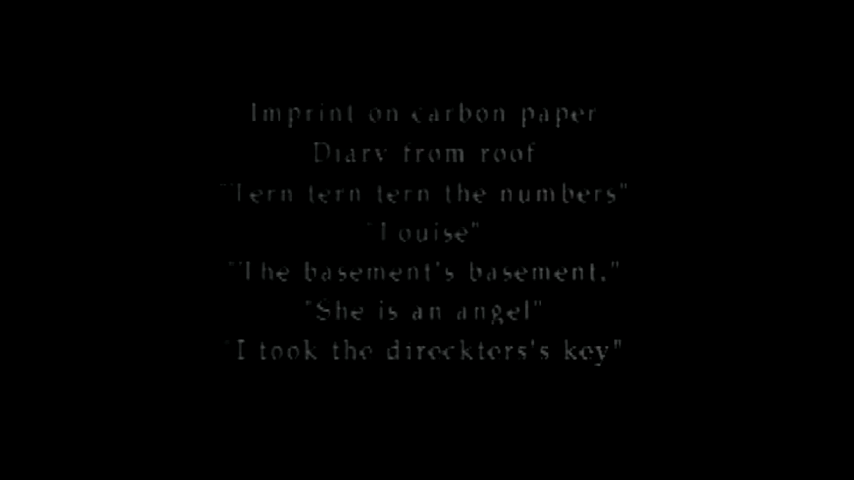 Imprint on carbon paper
Diary from roof
"Tern tern tern the numbers"
"Louise"
"The basement's basement."
"She is an angel"
"I took the direckters's key"